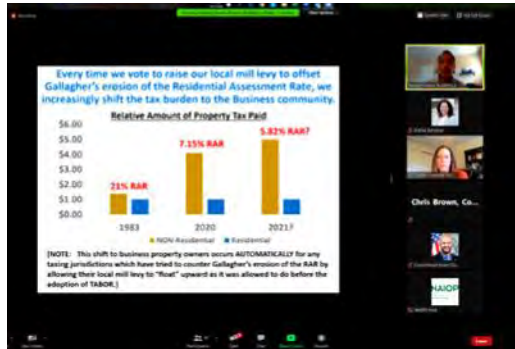 Every time we vote to raise our local mill levy to offset
Gallagher's erosion of the Residential Assessment Rate, we
increasingly shift the tax burden to the Business community.
Relative Amount of Property Tax Paid
$6.00
$5.00
$4.00
$3.00
$2.00
$1.00
$0.00
21% RAR
7.15% RAR
5.82% RAR?
1983
2020
2021?
NON-Residential
Residential
[NOTE: This shift to business property owners occurs AUTOMATICALLY for any
taxing jurisdictions which have tried to counter Gallagher's erosion of the RAR by
allowing their local mill levy to "float" upward as it was allowed to do before the
adoption of TABOR.]
Chris Brown, Co...
NAIOP